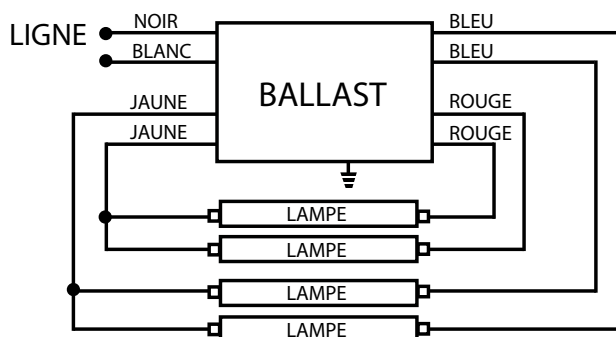 NOIR
BLEU
LIGNE
BLANC
BLEU
BALLAST
JAUNE
ROUGE
JAUNE
ROUGE
LAMPE
LAMPE
LAMPE
LAMPE